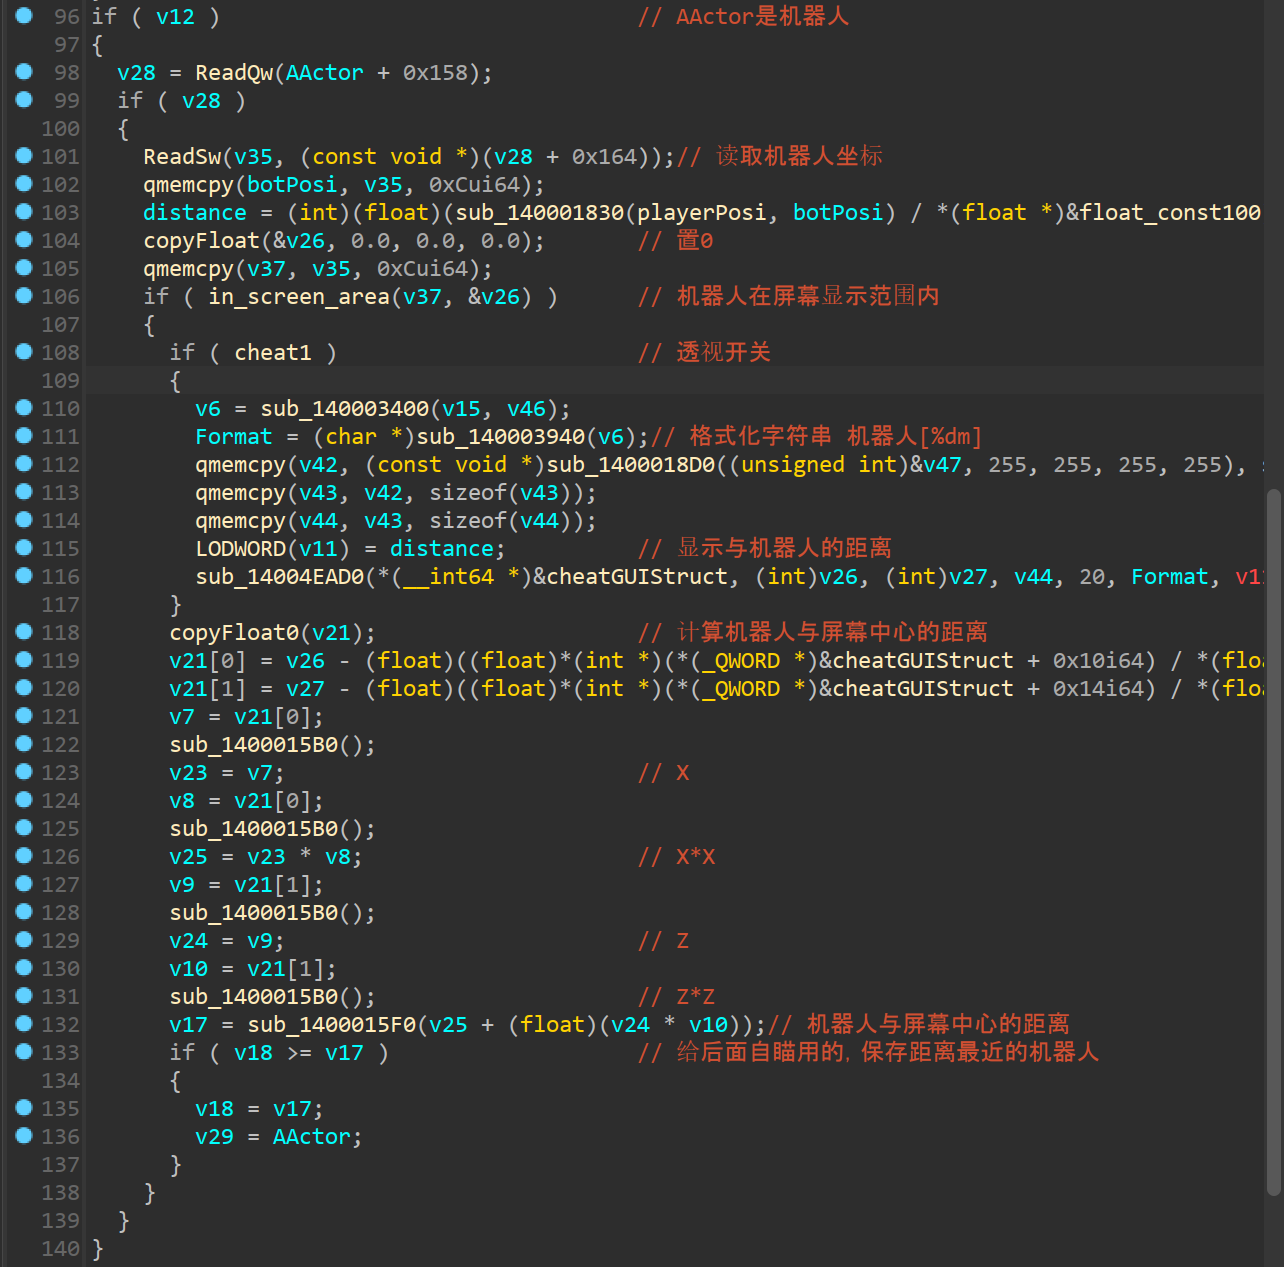 96 if ( v12 ) // AActor是机器人
97 {
98 v28 = ReadQw(AActor + 0x158);
99 if ( v28 )
100 {
101 ReadSw(v35, (const void *)(v28 + 0x164));// 读取机器人坐标
102 qmemcpy(botPosi, v35, 0xCui64);
103 distance = (int)(float)(sub_140001830(playerPosi, botPosi) / *(float *)&float_const100
104 copyFloat(&v26, 0.0, 0.0, 0.0); // 置0
105 qmemcpy(v37, v35, 0xCui64);
106 if ( in_screen_area(v37, &v26) ) // 机器人在屏幕显示范围内
107 {
108 if ( cheat1 ) // 透视开关
109 {
110 v6 = sub_140003400(v15, v46);
111 Format = (char *)sub_140003940(v6);// 格式化字符串 机器人[%dm]
112 qmemcpy(v42, (const void *)sub_1400018D0((unsigned int)&v47, 255, 255, 255, 255),
113 qmemcpy(v43, v42, sizeof(v43));
114 qmemcpy(v44, v43, sizeof(v44));
115 LODWORD(v11) = distance; // 显示与机器人的距离
116 sub_14004EAD0(*(__int64 *)&cheatGUIStruct, (int)v26, (int)v27, v44, 20, Format, v1
117 }
118 copyFloat0(v21); // 计算机器人与屏幕中心的距离
119 v21[0] = v26 - (float)((float)*(int *)(*(_QWORD *)&cheatGUIStruct + 0x10i64) / *(flo
120 v21[1] = v27 - (float)((float)*(int *)(*(_QWORD *)&cheatGUIStruct + 0x14i64) / *(flo
121 v7 = v21[0];
122 sub_1400015B0();
123 v23 = v7; // X
124 v8 = v21[0];
125 sub_1400015B0();
126 v25 = v23 * v8; // X*X
127 v9 = v21[1];
128 sub_1400015B0();
129 v24 = v9; // Z
130 v10 = v21[1];
131 sub_1400015B0(); // Z*Z
132 v17 = sub_1400015F0(v25 + (float)(v24 * v10));// 机器人与屏幕中心的距离
133 if ( v18 >= v17 ) // 给后面自瞄用的,保存距离最近的机器人
134 {
135 v18 = v17;
136 v29 = AActor;
137 }
138 }
139 }
140 }